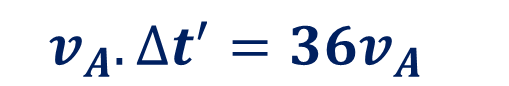 v_A. Δt′ = 36v_A